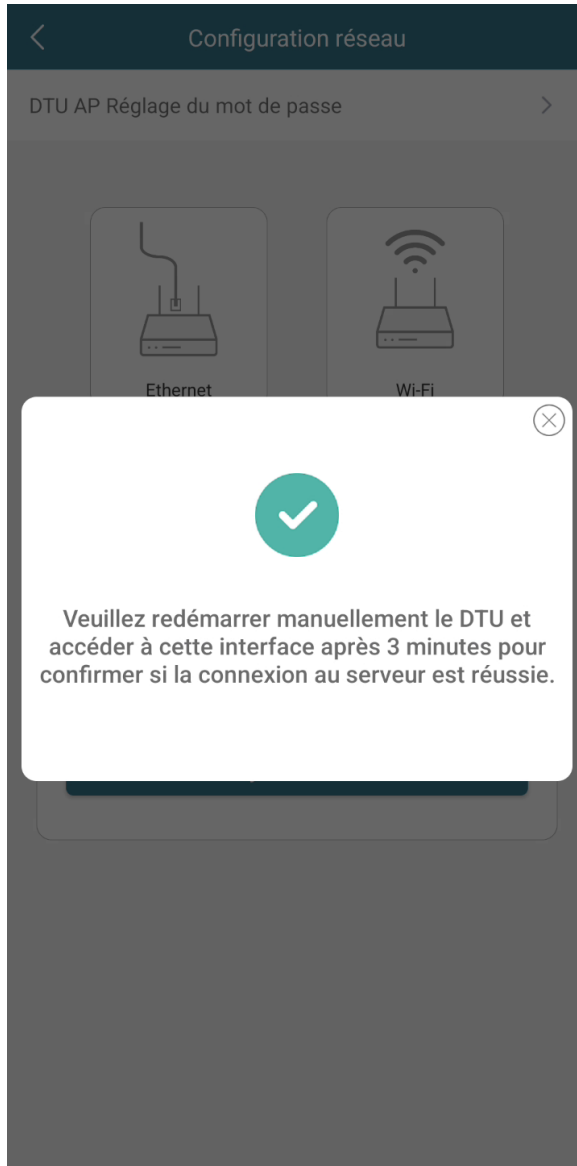 Configuration réseau
DTU AP Réglage du mot de passe
Ethernet
Wi-Fi
Veuillez redémarrer manuellement le DTU et
accéder à cette interface après 3 minutes pour
confirmer si la connexion au serveur est réussie.